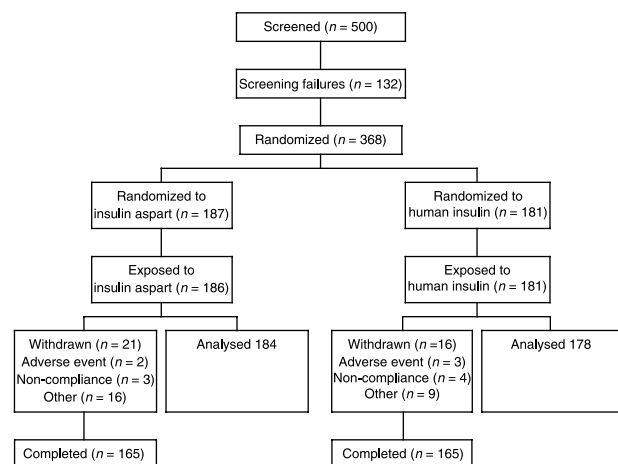 Screened (n = 500)
Screening failures (n = 132)
Randomized (n = 368)
Randomized to
insulin aspart (n = 187)
Randomized to
human insulin (n = 181)
Exposed to
insulin aspart (n = 186)
Exposed to
human insulin (n = 181)
Withdrawn (n = 21)
Adverse event (n = 2)
Non-compliance (n = 3)
Other (n = 16)
Analysed 184
Withdrawn (n =16)
Adverse event (n = 3)
Non-compliance (n = 4)
Other (n = 9)
Analysed 178
Completed (n = 165)
Completed (n = 165)